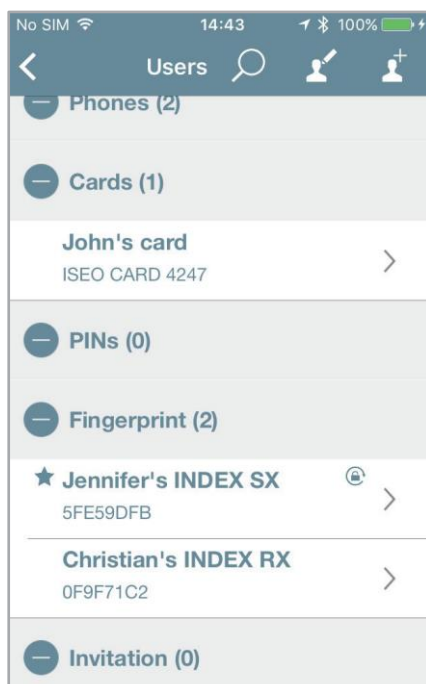 No SIM 14:43 100%
Users
Phones (2)
Cards (1)
John's card
ISEO CARD 4247
PINs (0)
Fingerprint (2)
Jennifer's INDEX SX
5FE59DFB
Christian's INDEX RX
0F9F71C2
Invitation (0)